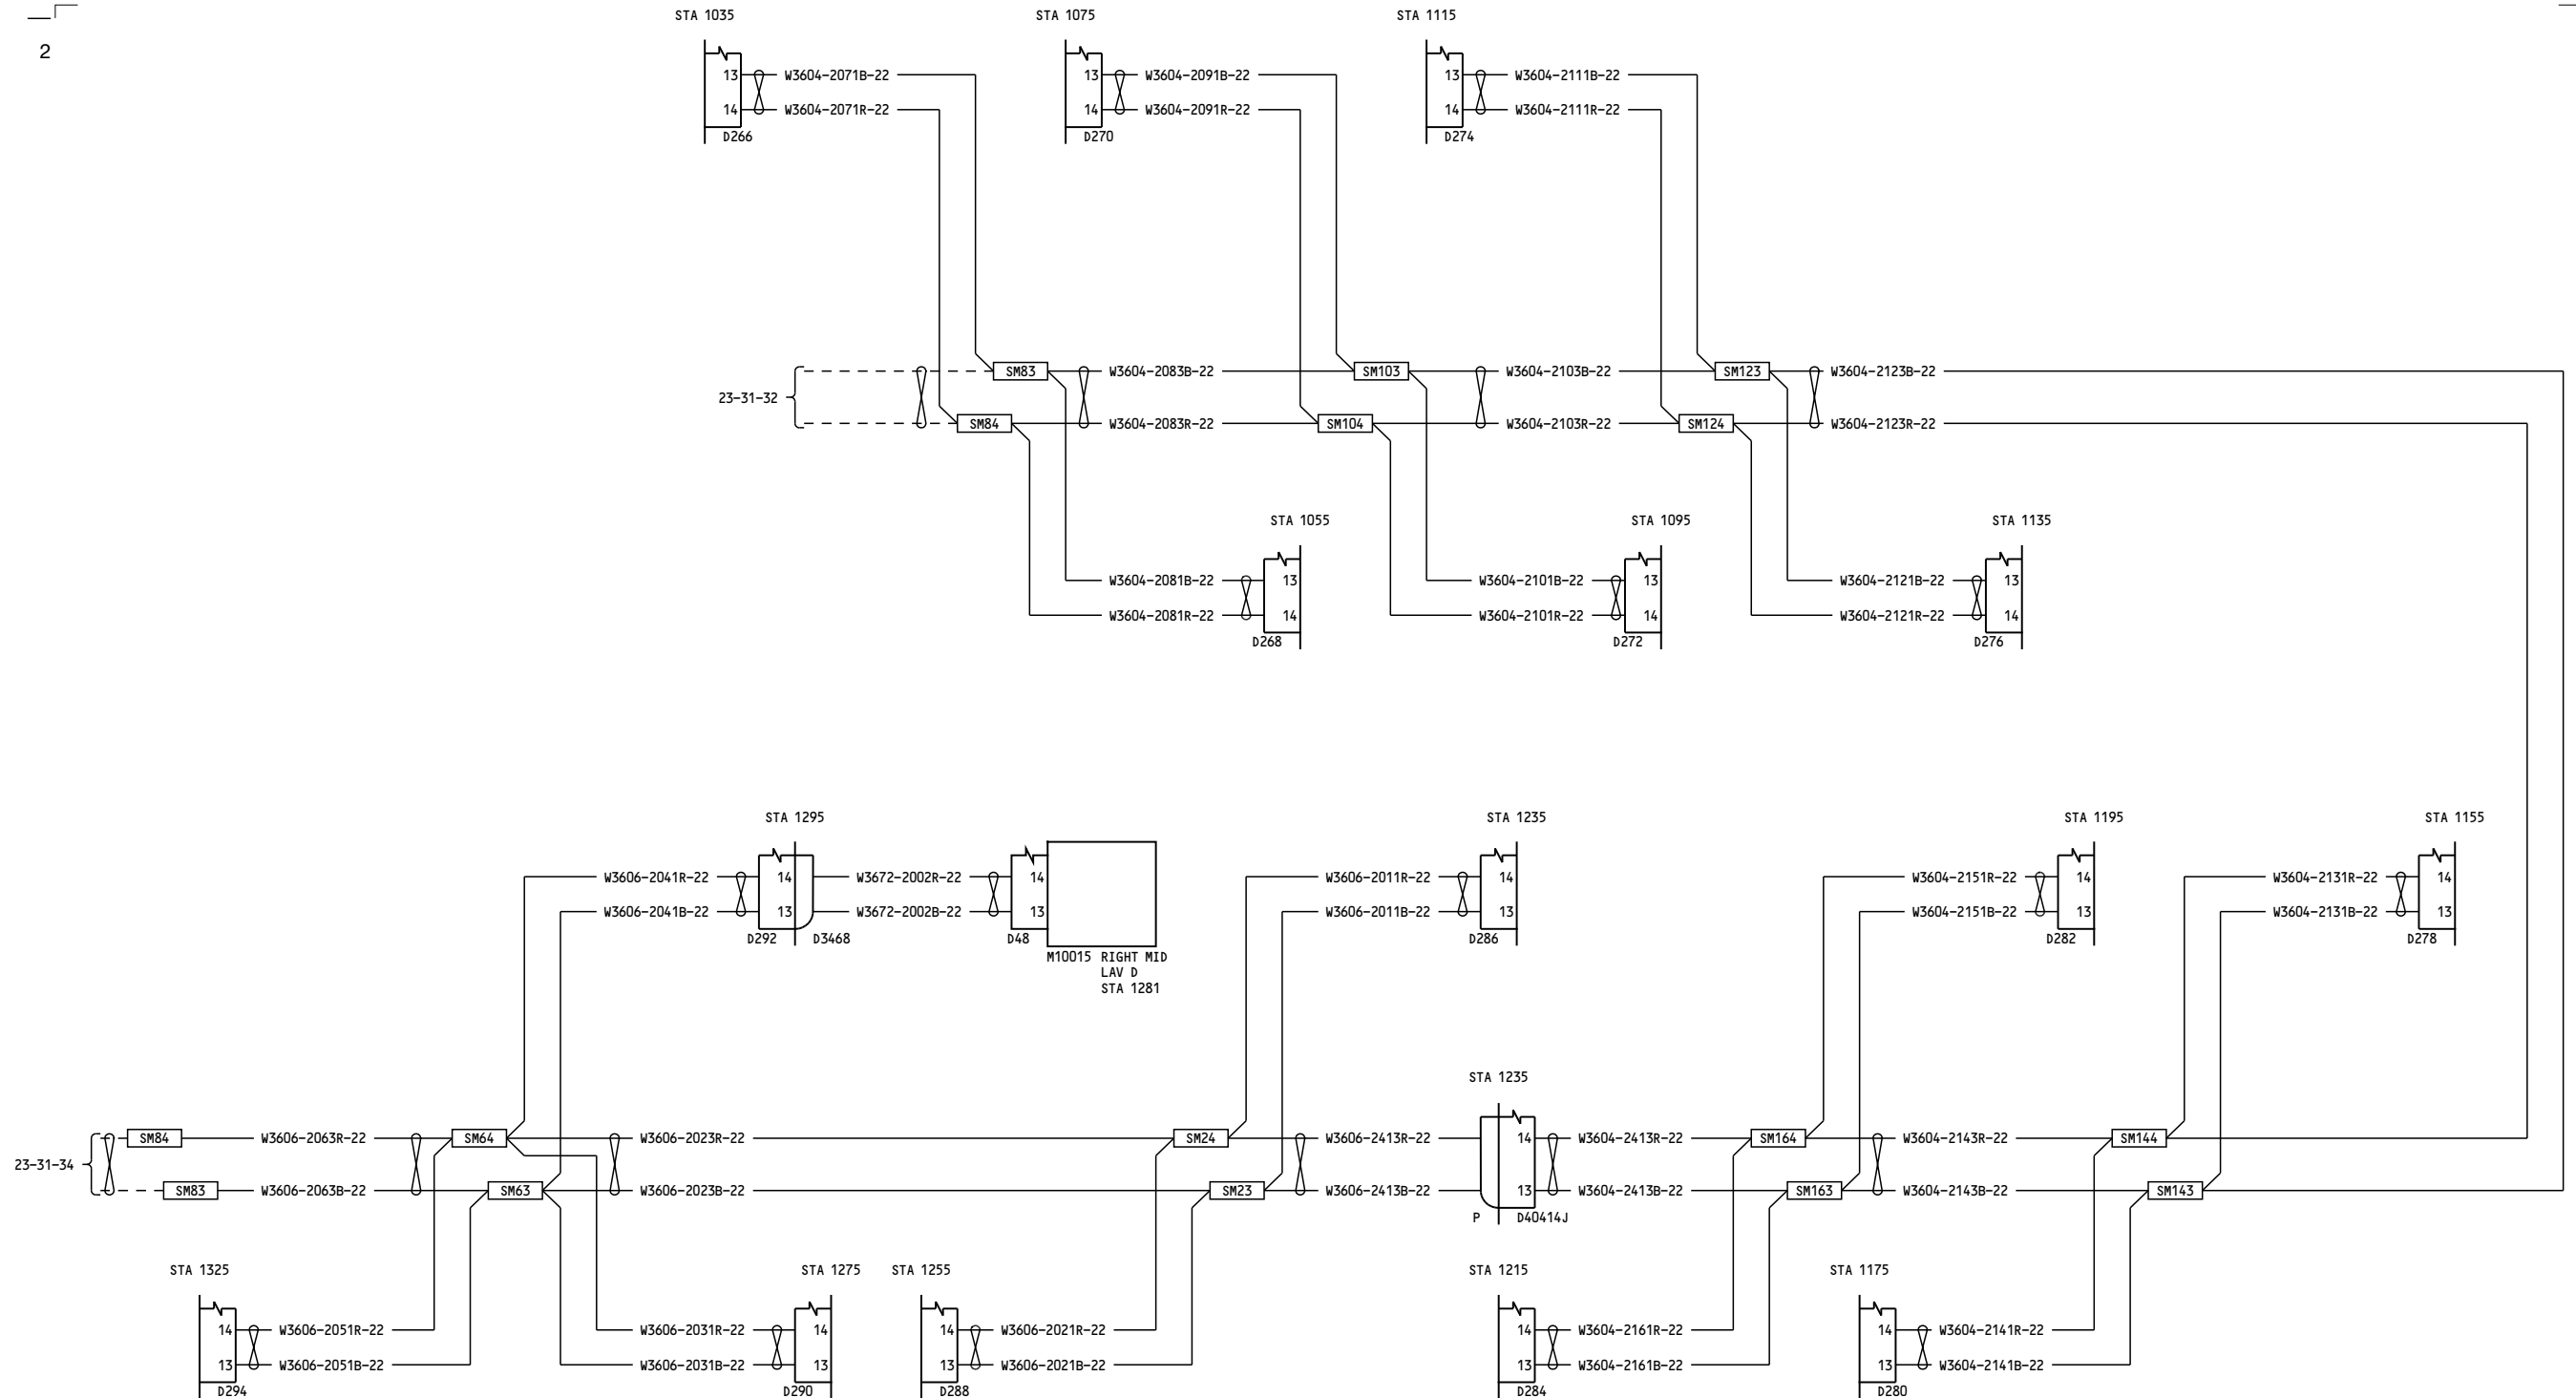 STA 1035 STA 1075 STA 1115
2
13 W3604-2071B-22 13 W3604-2091B-22 13 W3604-2111B-22
14 W3604-2071R-22 14 W3604-2091R-22 14 W3604-2111R-22
D266 D270 D274
SM83 W3604-2083B-22 SM103 W3604-2103B-22 SM123 W3604-2123B-22
23-31-32
SM84 W3604-2083R-22 SM104 W3604-2103R-22 SM124 W3604-2123R-22
STA 1055 STA 1095 STA 1135
W3604-2081B-22 13 W3604-2101B-22 13 W3604-2121B-22 13
W3604-2081R-22 14 W3604-2101R-22 14 W3604-2121R-22 14
D268 D272 D276
STA 1295 STA 1235 STA 1195 STA 1155
W3606-2041R-22 14 W3672-2002R-22 14 W3606-2011R-22 14 W3604-2151R-22 14 W3604-2131R-22 14
W3606-2041B-22 13 W3672-2002B-22 13 W3606-2011B-22 13 W3604-2151B-22 13 W3604-2131B-22 13
D292 D3468 D48 D286 D282 D278
M10015 RIGHT MID
LAV D
STA 1281
STA 1235
SM84 W3606-2063R-22 SM64 W3606-2023R-22 SM24 W3606-2413R-22 14 W3604-2413R-22 SM164 W3604-2143R-22 SM144
23-31-34
SM83 W3606-2063B-22 SM63 W3606-2023B-22 SM23 W3606-2413B-22 13 W3604-2413B-22 SM163 W3604-2143B-22 SM143
P D40414J
STA 1325 STA 1275 STA 1255 STA 1215 STA 1175
14 W3606-2051R-22 W3606-2031R-22 14 14 W3606-2021R-22 14 W3604-2161R-22 14 W3604-2141R-22
13 W3606-2051B-22 W3606-2031B-22 13 13 W3606-2021B-22 13 W3604-2161B-22 13 W3604-2141B-22
D294 D290 D288 D284 D280